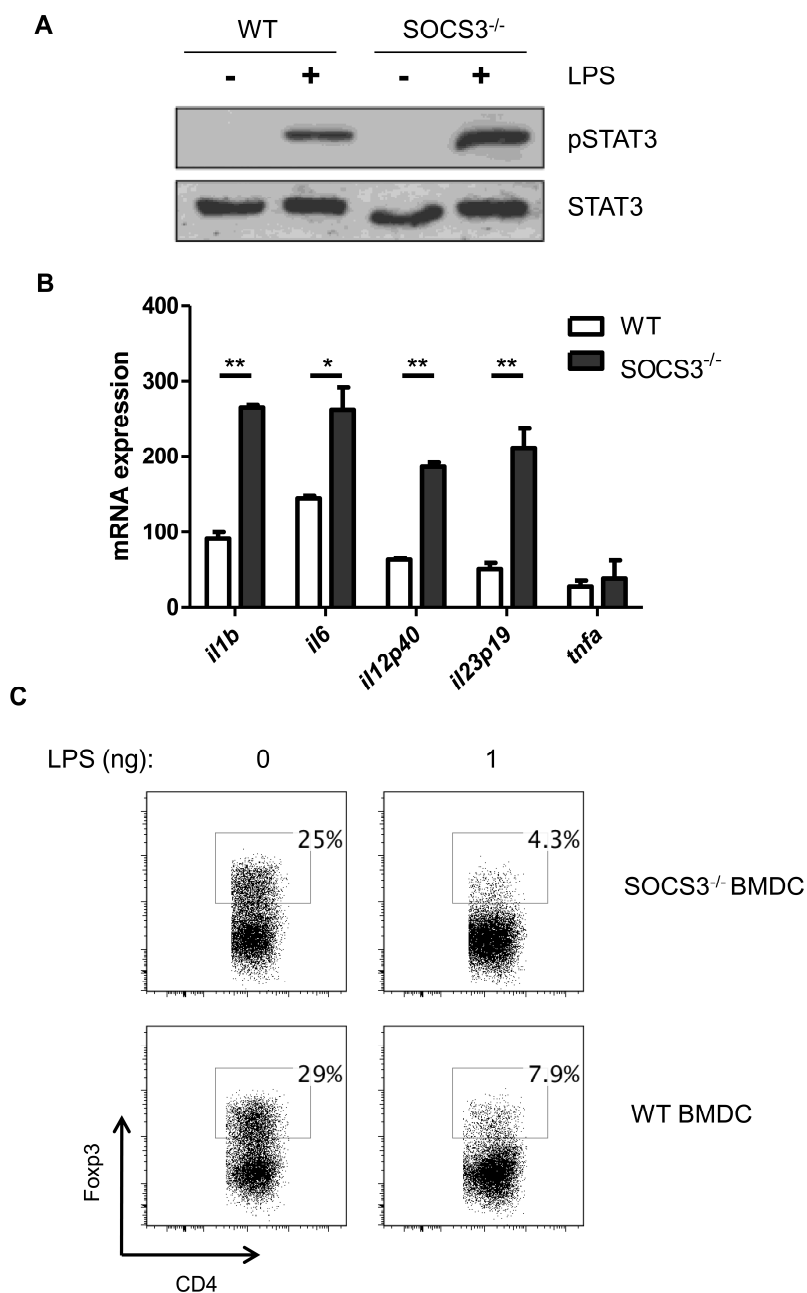 A
WT SOCS3-/-
- + - + LPS
pSTAT3
STAT3
B
400
300
200
100
0
mRNA expression
** * ** **
WT
SOCS3-/-
il1b il6 il12p40 il23p19 tnfa
C
LPS (ng): 0 1
25% 4.3%
SOCS3-/- BMDC
29% 7.9%
WT BMDC
Foxp3
CD4